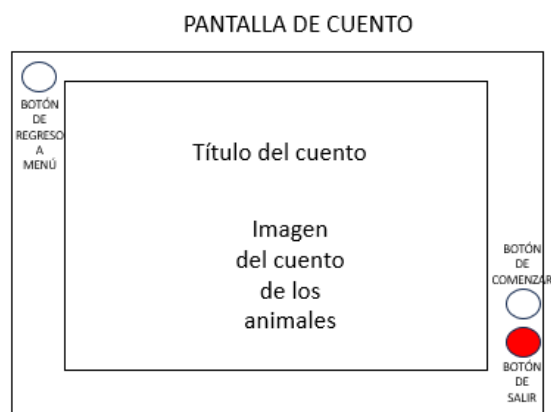 PANTALLA DE CUENTO
BOTÓN
DE
REGRESO
A
MENÚ
Título del cuento
Imagen
del cuento
de los
animales
BOTÓN
DE
COMENZAR
BOTÓN
DE
SALIR